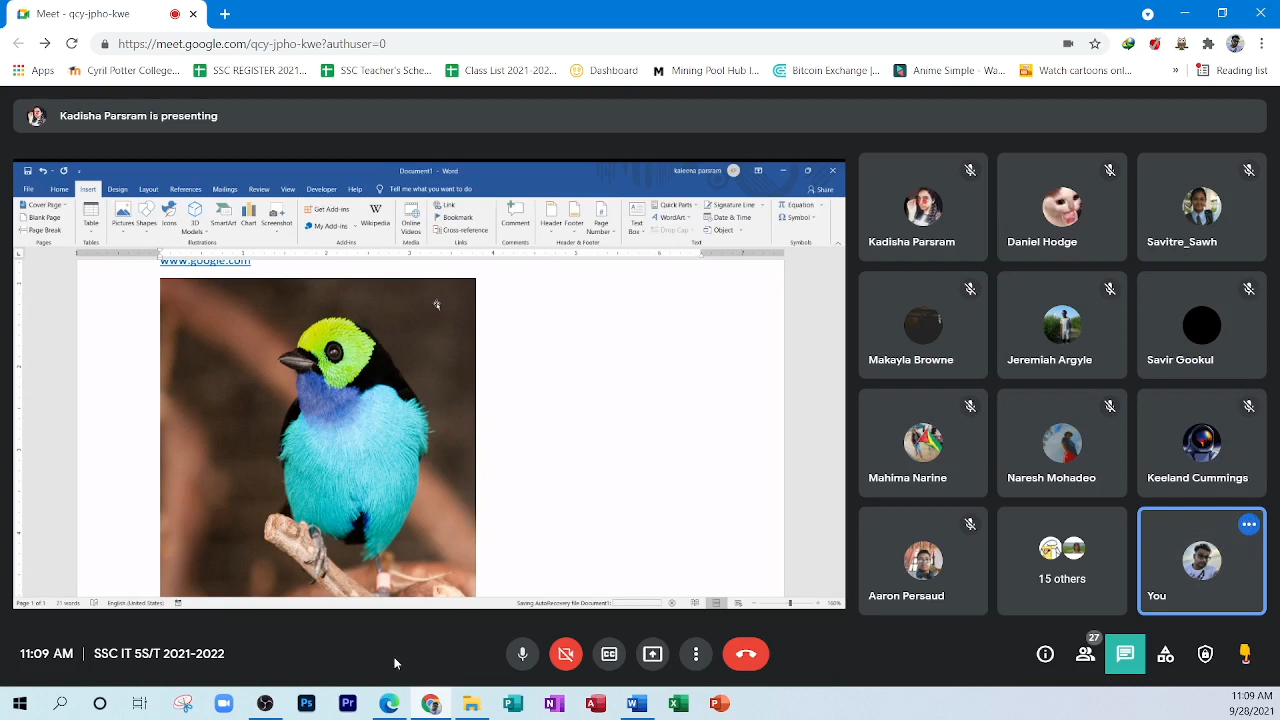 Meet - qcy-jpho-kwe
https://meet.google.com/qcy-jpho-kwe?authuser=0
Apps Cyril Potter College... SSC REGISTER 2021... SSC Teacher's Sche... Class List 2021-202... Dashboard Mining Port Hub I... Bitcoin Exchange |... Anime Simple - Wa... Watch cartoons onl... » Reading list
Kadisha Parsram is presenting
Document1 - Word
kaleena parsram
File Home Insert Design Layout References Mailings Review View Developer Help Tell me what you want to do Share
Cover Page
Blank Page
Page Break
Table
Pictures Shapes Icons 3D Models SmartArt Chart Screenshot
Get Add-ins
My Add-ins
Wikipedia
Online Videos
Link
Bookmark
Cross-reference
Comment
Header Footer Page Number
Text Box
Quick Parts
WordArt
Drop Cap
Signature Line
Date & Time
Object
Equation
Symbol
Pages Tables Illustrations Add-ins Media Links Comments Header & Footer Text Symbols
www.google.com
Page 1 of 1 21 words English (United States) Saving AutoRecovery file Document1: 160%
Kadisha Parsram
Daniel Hodge
Savire_Sawh
Makayla Browne
Jeremiah Argyle
Savir Gookul
Mahima Narine
Naresh Mohadeo
Keeland Cummings
Aaron Persaud
15 others
You
11:09 AM | SSC IT 5S/T 2021-2022
27
11:09 AM
9/28/2021